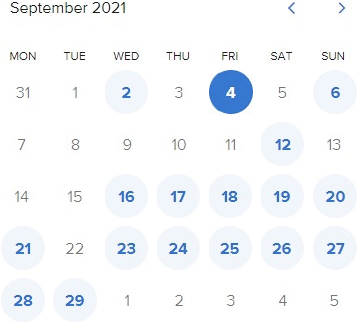 September 2021 < >
MON TUE WED THU FRI SAT SUN
31 1 2 3 4 5 6
7 8 9 10 11 12 13
14 15 16 17 18 19 20
21 22 23 24 25 26 27
28 29 1 2 3 4 5